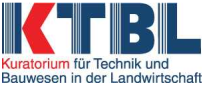 KTBL
Kuratorium für Technik und
Bauwesen in der Landwirtschaft